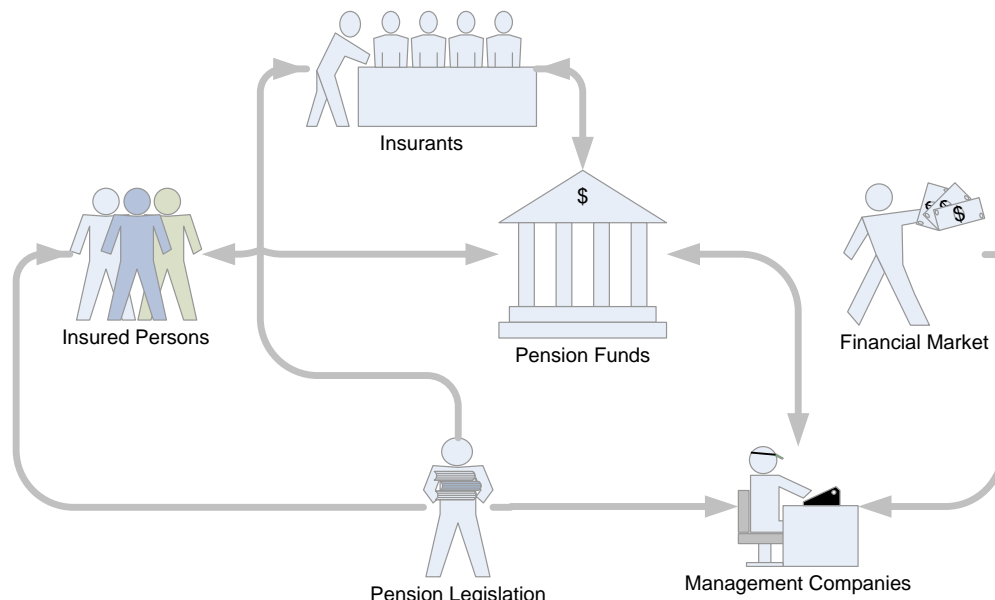 Insurants
$
$ $ $
Insured Persons
Pension Funds
Financial Market
Pension Legislation
Management Companies